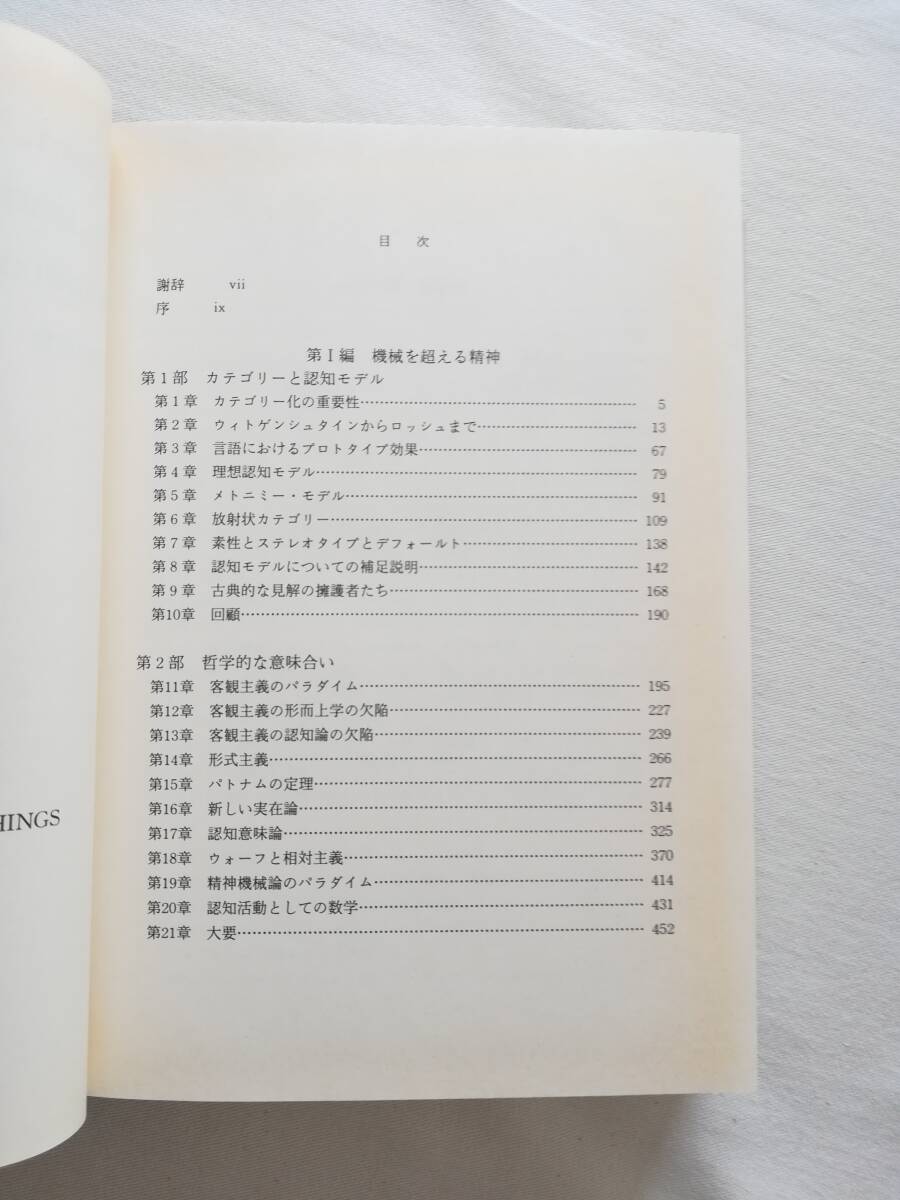 HINGS
目 次
謝辞 vii
序 ix
第Ⅰ編 機械を超える精神
第1部 カテゴリーと認知モデル
第1章 カテゴリー化の重要性 5
第2章 ウィトゲンシュタインからロッシュまで 13
第3章 言語におけるプロトタイプ効果 67
第4章 理想認知モデル 79
第5章 メトニミー・モデル 91
第6章 放射状カテゴリー 109
第7章 素性とステレオタイプとデフォールト 138
第8章 認知モデルについての補足説明 142
第9章 古典的な見解の擁護者たち 168
第10章 回顧 190
第2部 哲学的な意味合い
第11章 客観主義のパラダイム 195
第12章 客観主義の形而上学の欠陥 227
第13章 客観主義の認知論の欠陥 239
第14章 形式主義 266
第15章 パトナムの定理 277
第16章 新しい実在論 314
第17章 認知意味論 325
第18章 ウォーフと相対主義 370
第19章 精神機械論のパラダイム 414
第20章 認知活動としての数学 431
第21章 大要 452